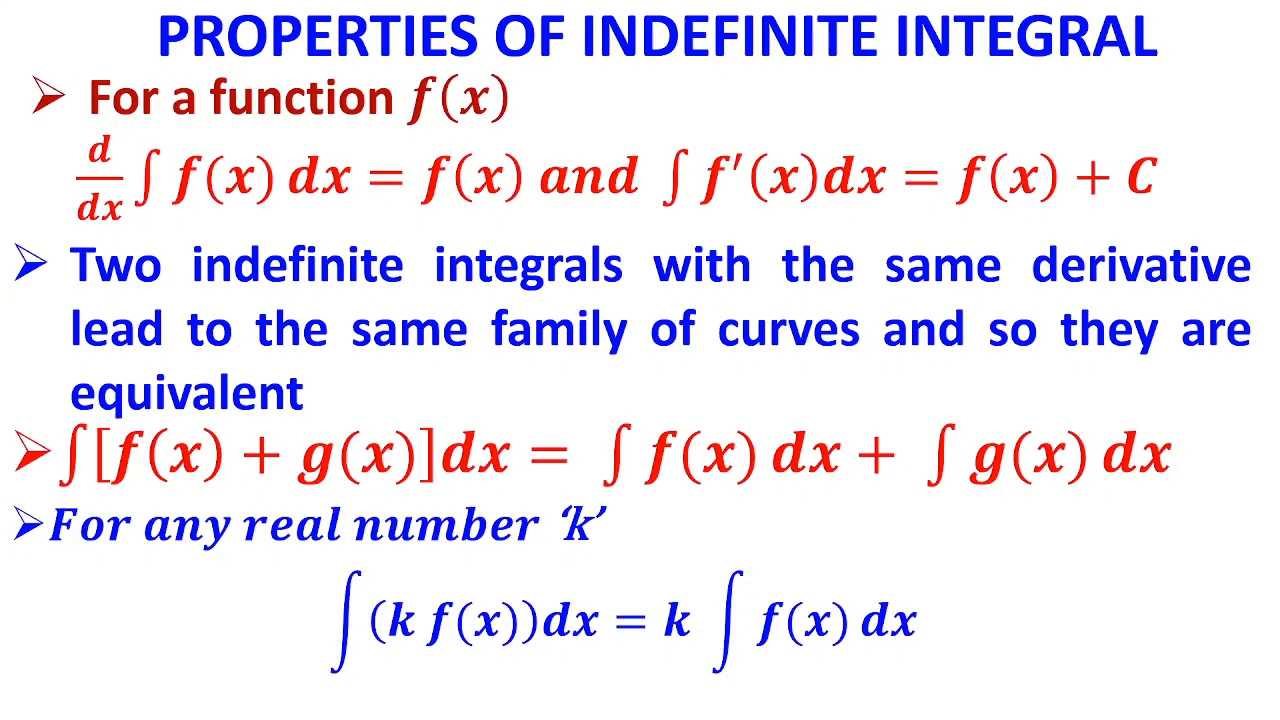 PROPERTIES OF INDEFINITE INTEGRAL
➢ For a function f(x)
d/dx ∫ f(x) dx = f(x) and ∫ f′(x)dx = f(x) + C
➢ Two indefinite integrals with the same derivative
lead to the same family of curves and so they are
equivalent
➢ ∫[f(x) + g(x)]dx = ∫ f(x) dx + ∫ g(x) dx
➢ For any real number ‘k’
∫(k f(x))dx = k ∫ f(x) dx